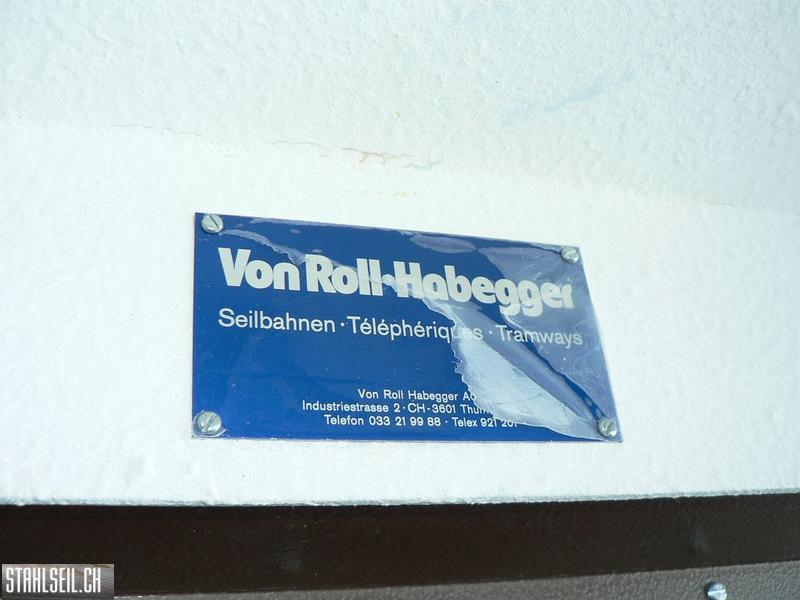 Von Roll·Habegger
Seilbahnen · Téléphériques · Tramways
Von Roll Habegger AG
Industriestrasse 2 · CH-3601 Thun
Telefon 033 21 99 88 · Telex 921 201
STAHLSEIL.CH